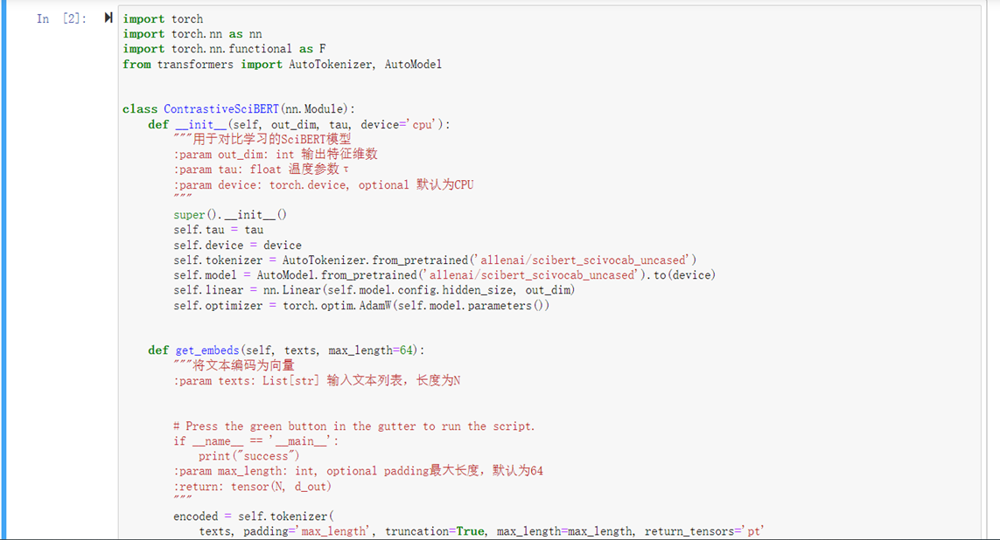 In [2]:
import torch
import torch.nn as nn
import torch.nn.functional as F
from transformers import AutoTokenizer, AutoModel
class ContrastiveSciBERT(nn.Module):
    def __init__(self, out_dim, tau, device='cpu'):
        """用于对比学习的SciBERT模型
        :param out_dim: int 输出特征维数
        :param tau: float 温度参数τ
        :param device: torch.device, optional 默认为CPU
        """
        super().__init__()
        self.tau = tau
        self.device = device
        self.tokenizer = AutoTokenizer.from_pretrained('allenai/scibert_scivocab_uncased')
        self.model = AutoModel.from_pretrained('allenai/scibert_scivocab_uncased').to(device)
        self.linear = nn.Linear(self.model.config.hidden_size, out_dim)
        self.optimizer = torch.optim.AdamW(self.model.parameters())
    def get_embeds(self, texts, max_length=64):
        """将文本编码为向量
        :param texts: List[str] 输入文本列表，长度为N
        # Press the green button in the gutter to run the script.
        if __name__ == '__main__':
            print("success")
        :param max_length: int, optional padding最大长度，默认为64
        :return: tensor(N, d_out)
        """
        encoded = self.tokenizer(
            texts, padding='max_length', truncation=True, max_length=max_length, return_tensors='pt'